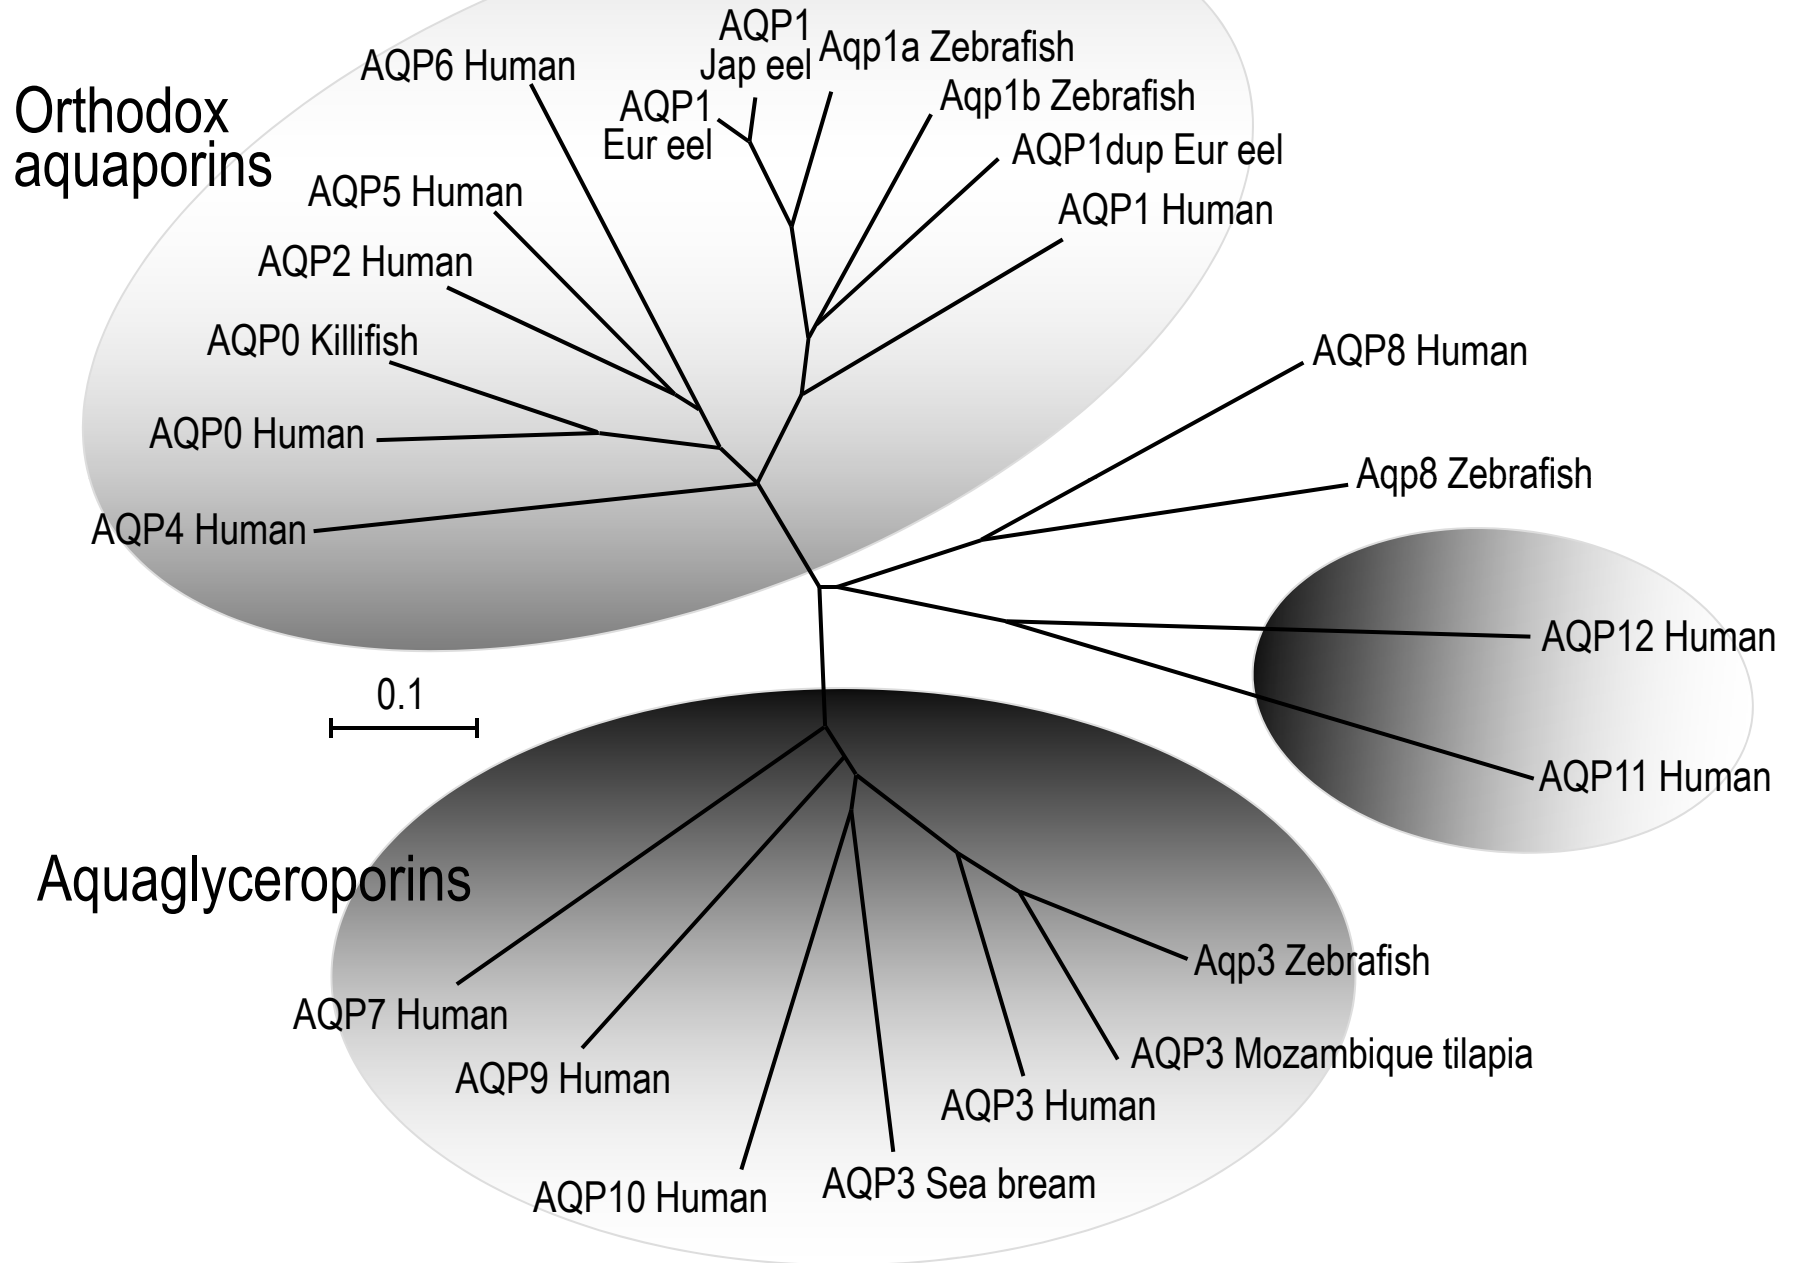 AQP1
Jap eel
Aqp1a Zebrafish
AQP6 Human
Aqp1b Zebrafish
AQP1
Eur eel
Orthodox
aquaporins
AQP1dup Eur eel
AQP5 Human
AQP1 Human
AQP2 Human
AQP0 Killifish
AQP8 Human
AQP0 Human
Aqp8 Zebrafish
AQP4 Human
AQP12 Human
0.1
AQP11 Human
Aquaglyceroporins
Aqp3 Zebrafish
AQP7 Human
AQP3 Mozambique tilapia
AQP9 Human
AQP3 Human
AQP3 Sea bream
AQP10 Human